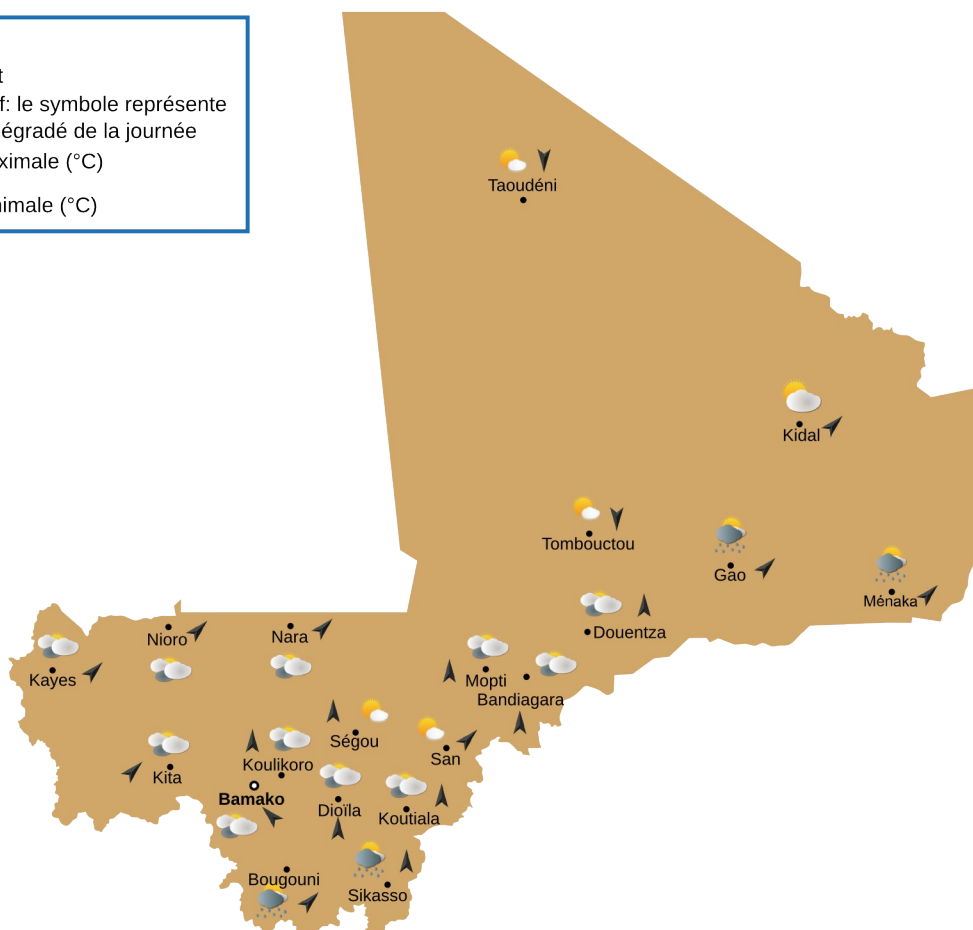 f: le symbole représente
égradé de la journée
ximale (°C)
imale (°C)
Taoudéni
Kidal
Tombouctou
Gao
Ménaka
Douentza
Nioro
Nara
Kayes
Mopti
Bandiagara
Ségou
San
Koulikoro
Kita
Bamako
Dioïla
Koutiala
Bougouni
Sikasso